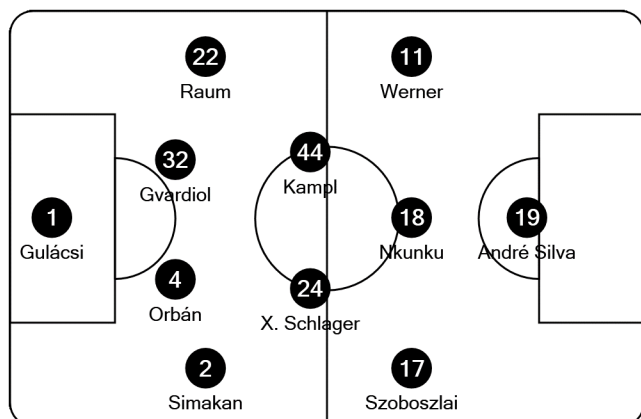 22
Raum
11
Werner
32
Gvardiol
44
Kampl
1
Gulácsi
18
Nkunku
19
André Silva
4
Orbán
24
X. Schlager
2
Simakan
17
Szoboszlai